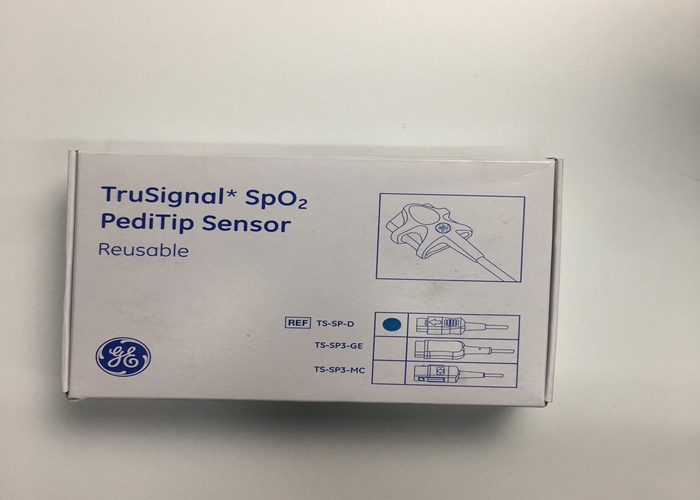 TruSignal* SpO₂
PediTip Sensor
Reusable
REF TS-SP-D
TS-SP3-GE
TS-SP3-MC
GE